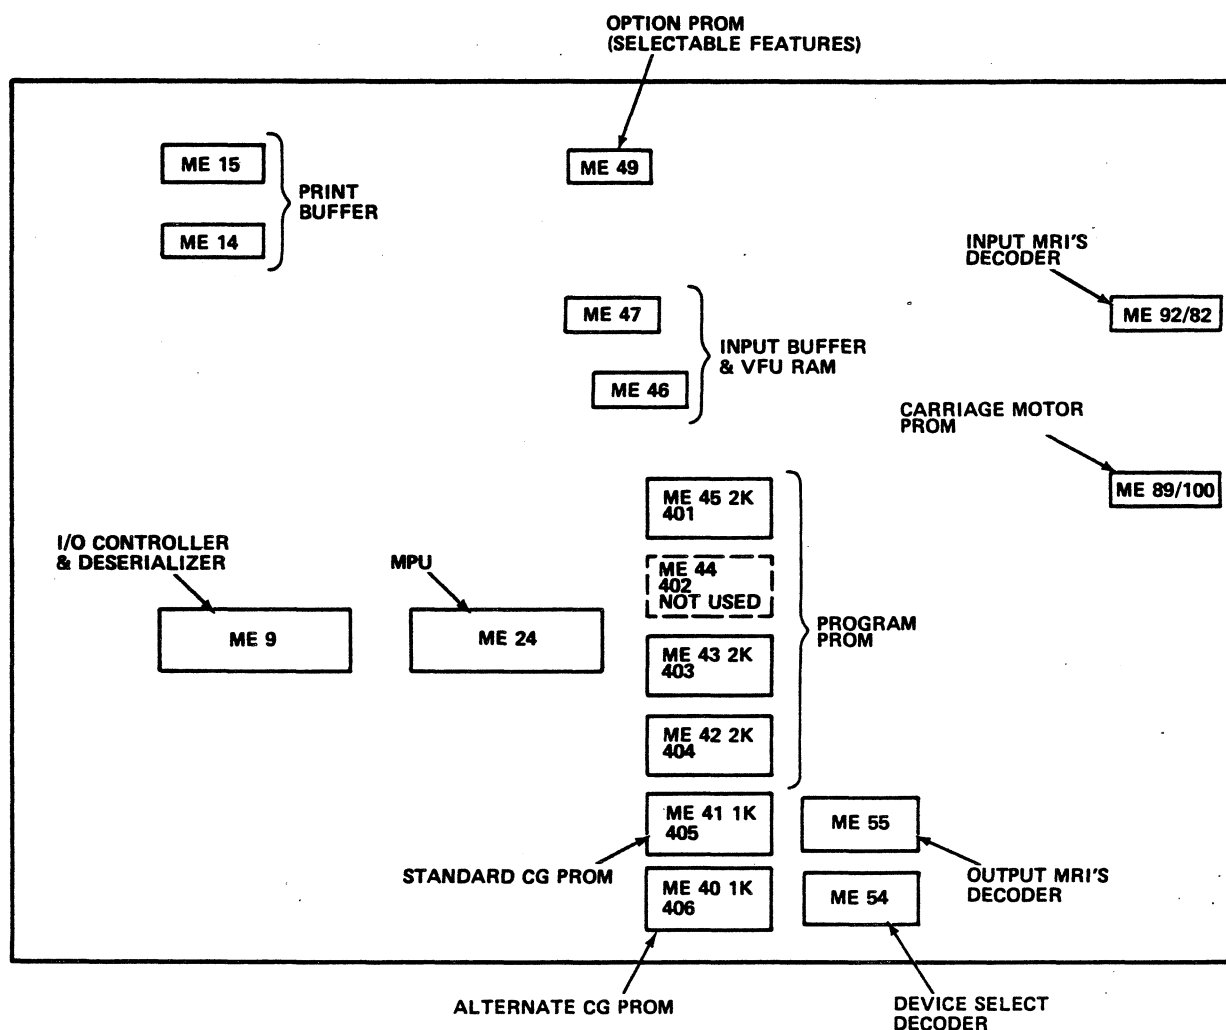 OPTION PROM
(SELECTABLE FEATURES)
ME 15
ME 14
PRINT
BUFFER
ME 49
INPUT MRI'S
DECODER
ME 92/82
ME 47
ME 46
INPUT BUFFER
& VFU RAM
CARRIAGE MOTOR
PROM
ME 89/100
ME 45 2K
401
ME 44
402
NOT USED
ME 43 2K
403
ME 42 2K
404
PROGRAM
PROM
I/O CONTROLLER
& DESERIALIZER
ME 9
MPU
ME 24
ME 41 1K
405
STANDARD CG PROM
ME 40 1K
406
ALTERNATE CG PROM
ME 55
OUTPUT MRI'S
DECODER
ME 54
DEVICE SELECT
DECODER